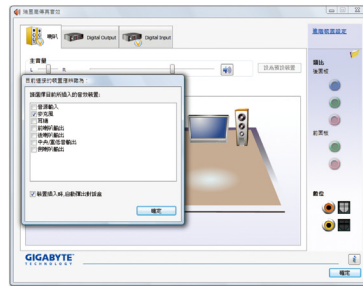 瑞昱高傳真音效
喇叭
Digital Output
Digital Input
裝置進階設定
主音量
L
R
設為預設裝置
類比
後面板
目前連接的裝置應辨識為:
請選擇目前所插入的音效裝置:
音源輸入
麥克風
耳機
前喇叭輸出
後喇叭輸出
中央/重低音輸出
側喇叭輸出
前面板
裝置插入時,自動彈出對話盒
確定
數位
GIGABYTE
TECHNOLOGY
i
確定